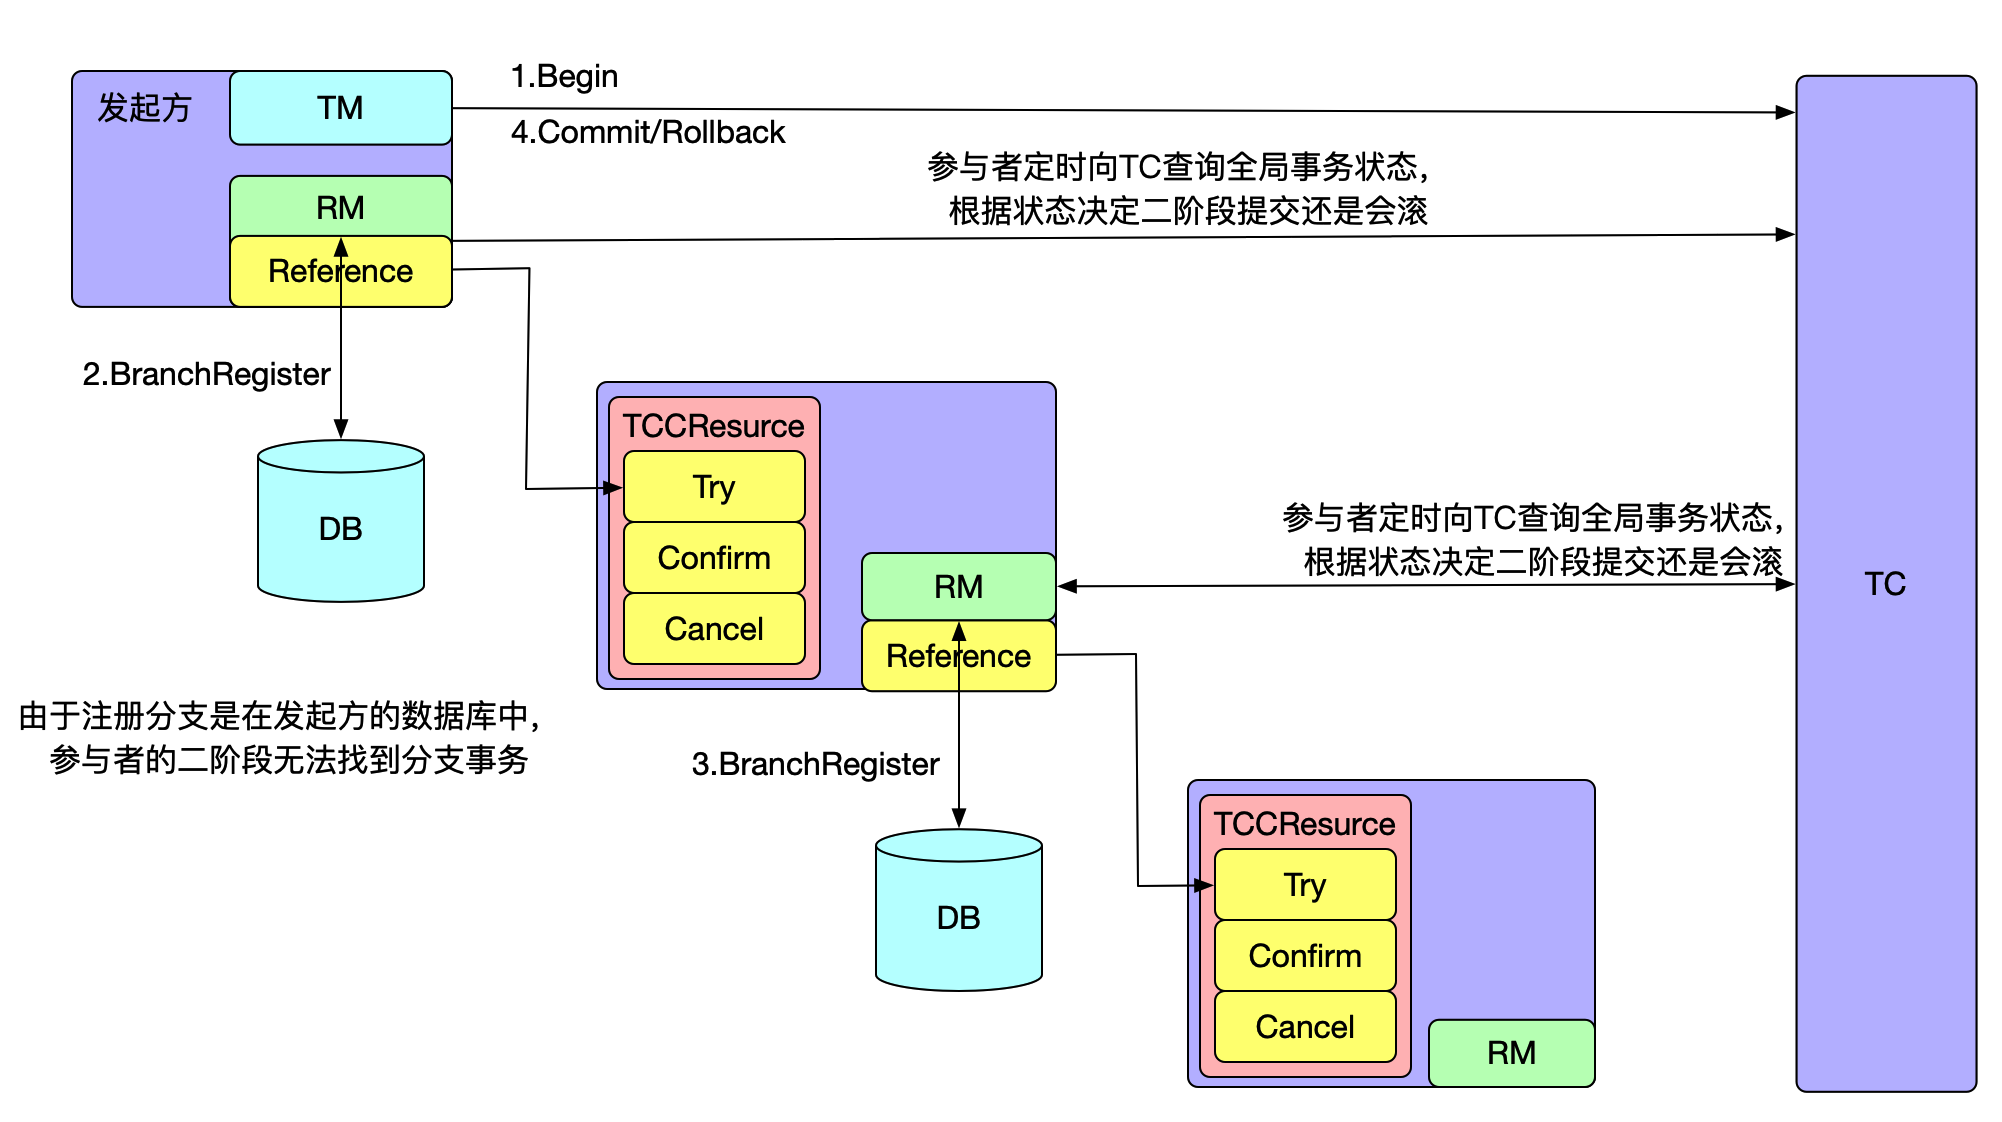 1.Begin
发起方
TM
4.Commit/Rollback
参与者定时向TC查询全局事务状态，
根据状态决定二阶段提交还是会滚
RM
Reference
2.BranchRegister
DB
TCCResurce
Try
Confirm
Cancel
RM
Reference
参与者定时向TC查询全局事务状态，
根据状态决定二阶段提交还是会滚
TC
由于注册分支是在发起方的数据库中，
参与者的二阶段无法找到分支事务
3.BranchRegister
DB
TCCResurce
Try
Confirm
Cancel
RM